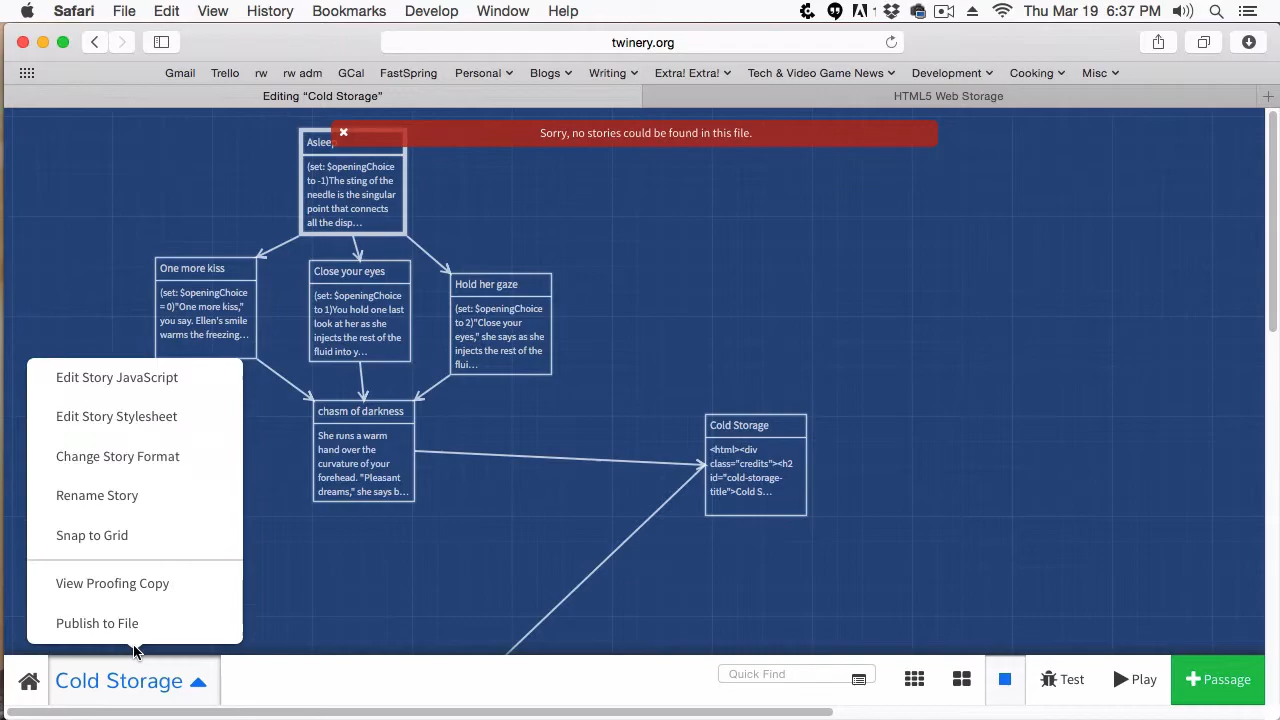 Safari File Edit View History Bookmarks Develop Window Help
1 Thu Mar 19 6:37 PM
twinery.org
Gmail Trello rw rw adm GCal FastSpring Personal Blogs Writing Extra! Extra! Tech & Video Game News Development Cooking Misc
Editing “Cold Storage”
HTML5 Web Storage
Sorry, no stories could be found in this file.
Asleep
(set: $openingChoice
to -1)The sting of the
needle is the singular
point that connects
all the disp…
One more kiss
(set: $openingChoice
= 0)"One more kiss,"
you say. Ellen's smile
warms the freezing…
Close your eyes
(set: $openingChoice
to 1)You hold one last
look at her as she
injects the rest of the
fluid into y…
Hold her gaze
(set: $openingChoice
to 2)"Close your
eyes," she says as she
injects the rest of the
flui…
chasm of darkness
She runs a warm
hand over the
curvature of your
forehead. "Pleasant
dreams," she says b…
Cold Storage
<html><div
class="credits"><h2
id="cold-storage-
title">Cold S…
Edit Story JavaScript
Edit Story Stylesheet
Change Story Format
Rename Story
Snap to Grid
View Proofing Copy
Publish to File
Cold Storage
Quick Find
Test
Play
Passage